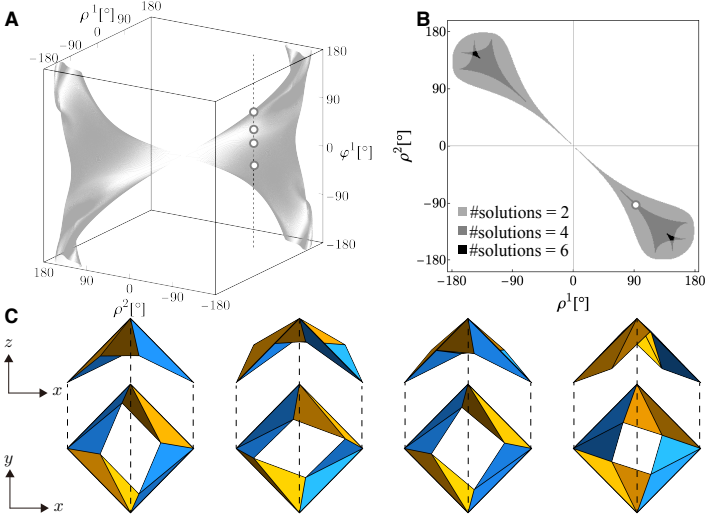 A
ρ¹[°]
180
90
0
−90
−180
180
90
0
φ¹[°]
−90
−180
180
90
0
−90
−180
ρ²[°]
B
180
90
0
−90
−180
ρ²[°]
#solutions = 2
#solutions = 4
#solutions = 6
−180
−90
0
90
180
ρ¹[°]
C
z
x
y
x